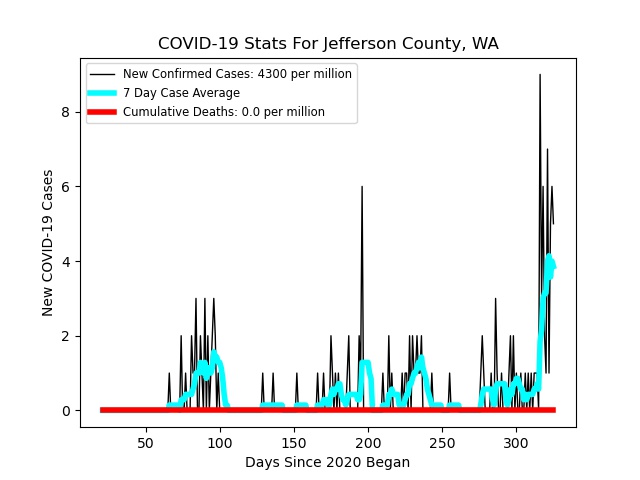 COVID-19 Stats For Jefferson County, WA
New Confirmed Cases: 4300 per million
7 Day Case Average
Cumulative Deaths: 0.0 per million
New COVID-19 Cases
8
6
4
2
0
50 100 150 200 250 300
Days Since 2020 Began